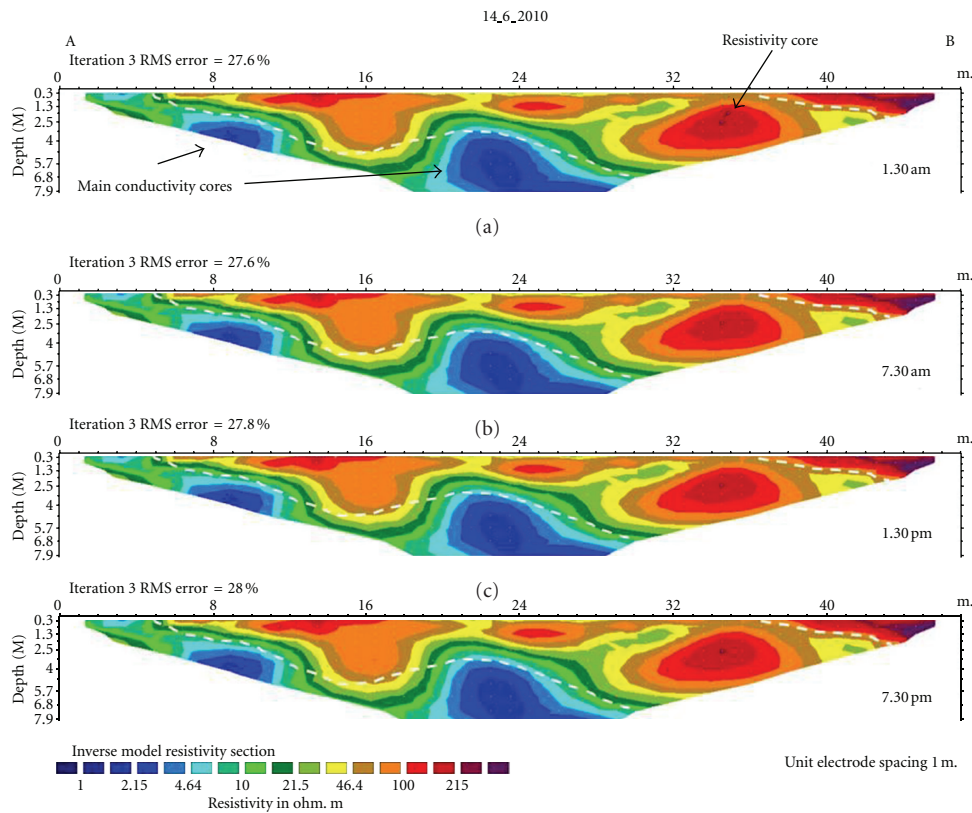 14_6_2010
A
B
Resistivity core
Iteration 3 RMS error = 27.6%
0 8 16 24 32 40 m.
Depth (M)
0.3
1.3
2.5
4
5.7
6.8
7.9
Main conductivity cores
1.30 am
(a)
Iteration 3 RMS error = 27.6%
0 8 16 24 32 40 m.
Depth (M)
0.3
1.3
2.5
4
5.7
6.8
7.9
7.30 am
(b)
Iteration 3 RMS error = 27.8%
0 8 16 24 32 40 m.
Depth (M)
0.3
1.3
2.5
4
5.7
6.8
7.9
1.30 pm
(c)
Iteration 3 RMS error = 28%
0 8 16 24 32 40 m.
Depth (M)
0.3
1.3
2.5
4
5.7
6.8
7.9
7.30 pm
Inverse model resistivity section
1 2.15 4.64 10 21.5 46.4 100 215
Resistivity in ohm. m
Unit electrode spacing 1 m.